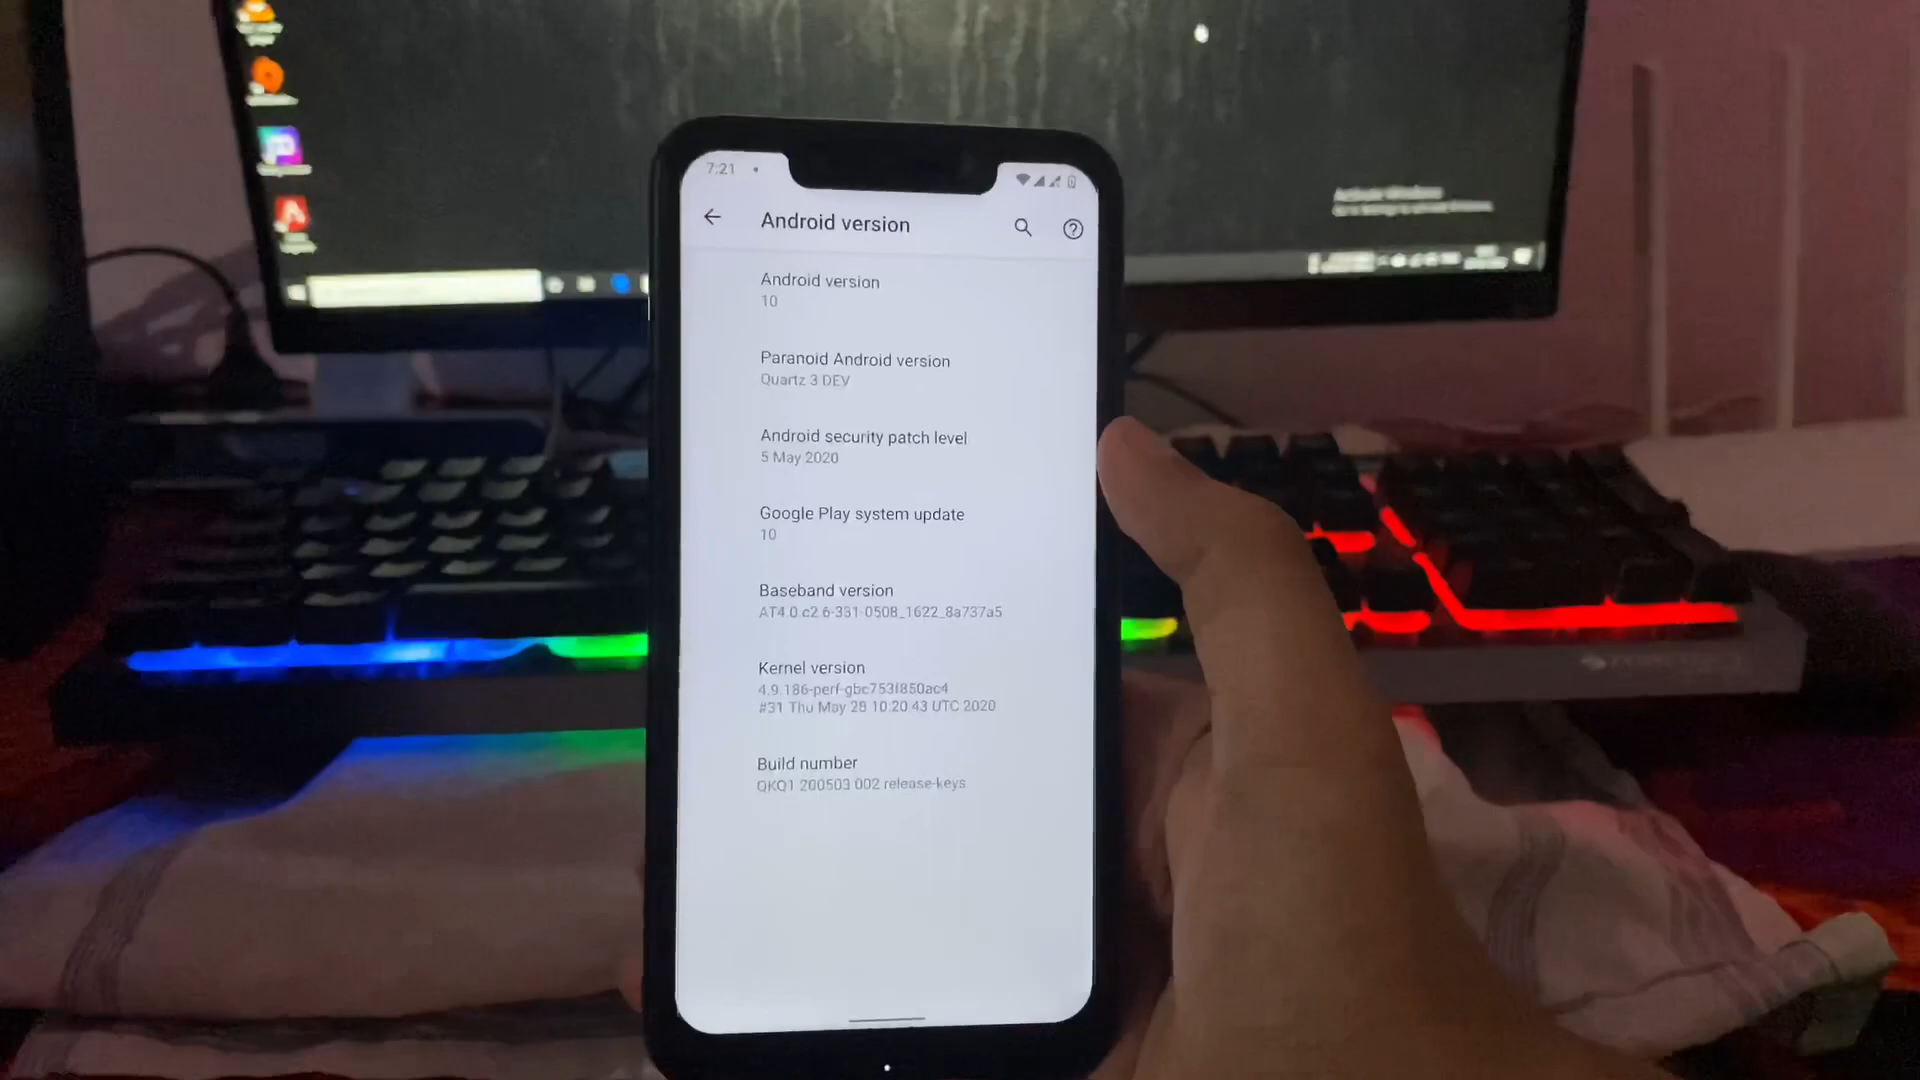 Activate Windows
7:21
Android version
Android version
10
Paranoid Android version
Quartz 3 DEV
Android security patch level
5 May 2020
Google Play system update
10
Baseband version
AT4.0.c2.6-331-0508_1622_8a737a5
Kernel version
4.9.186-perf-gbc753f850ac4
#31 Thu May 28 10:20:43 UTC 2020
Build number
QKQ1.200503.002 release-keys